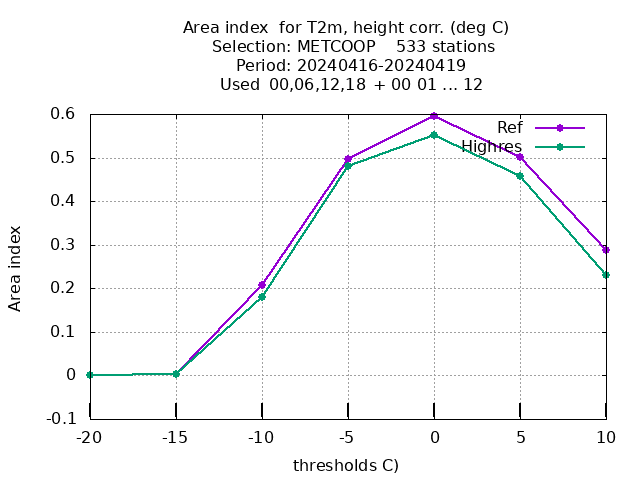 Area index  for T2m, height corr. (deg C)
Selection: METCOOP    533 stations
Period: 20240416-20240419
Used  00,06,12,18  + 00 01 ... 12
0.6
Ref
Highres
0.5
0.4
0.3
0.2
0.1
0
-0.1
Area index
-20 -15 -10 -5 0 5 10
thresholds C)